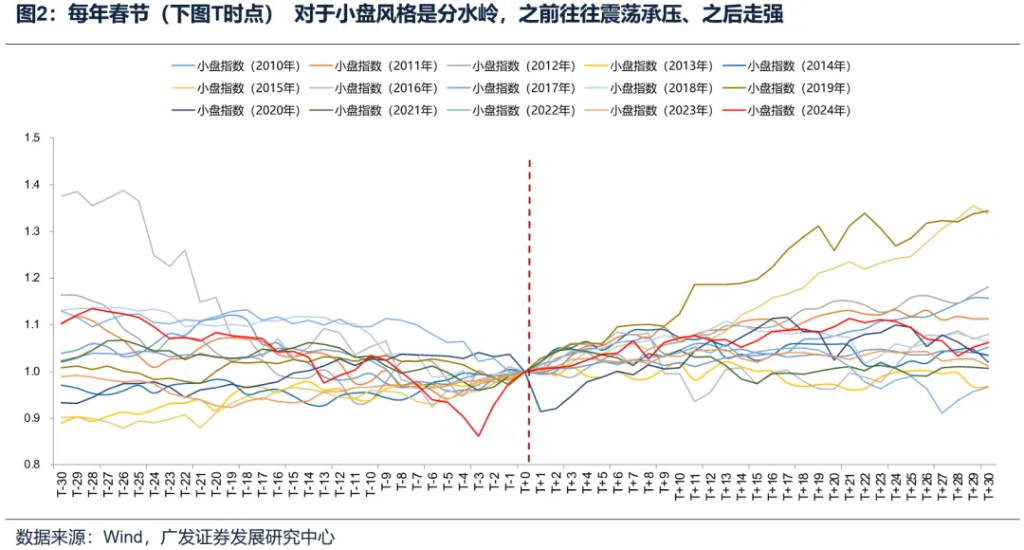 图2：每年春节（下图T时点） 对于小盘风格是分水岭，之前往往震荡承压、之后走强
小盘指数（2010年） 小盘指数（2011年） 小盘指数（2012年） 小盘指数（2013年） 小盘指数（2014年）
小盘指数（2015年） 小盘指数（2016年） 小盘指数（2017年） 小盘指数（2018年） 小盘指数（2019年）
小盘指数（2020年） 小盘指数（2021年） 小盘指数（2022年） 小盘指数（2023年） 小盘指数（2024年）
1.5
1.4
1.3
1.2
1.1
1.0
0.9
0.8
T-30 T-29 T-28 T-27 T-26 T-25 T-24 T-23 T-22 T-21 T-20 T-19 T-18 T-17 T-16 T-15 T-14 T-13 T-12 T-11 T-10 T-9 T-8 T-7 T-6 T-5 T-4 T-3 T-2 T-1 T+0 T+1 T+2 T+3 T+4 T+5 T+6 T+7 T+8 T+9 T+10 T+11 T+12 T+13 T+14 T+15 T+16 T+17 T+18 T+19 T+20 T+21 T+22 T+23 T+24 T+25 T+26 T+27 T+28 T+29 T+30
数据来源：Wind，广发证券发展研究中心